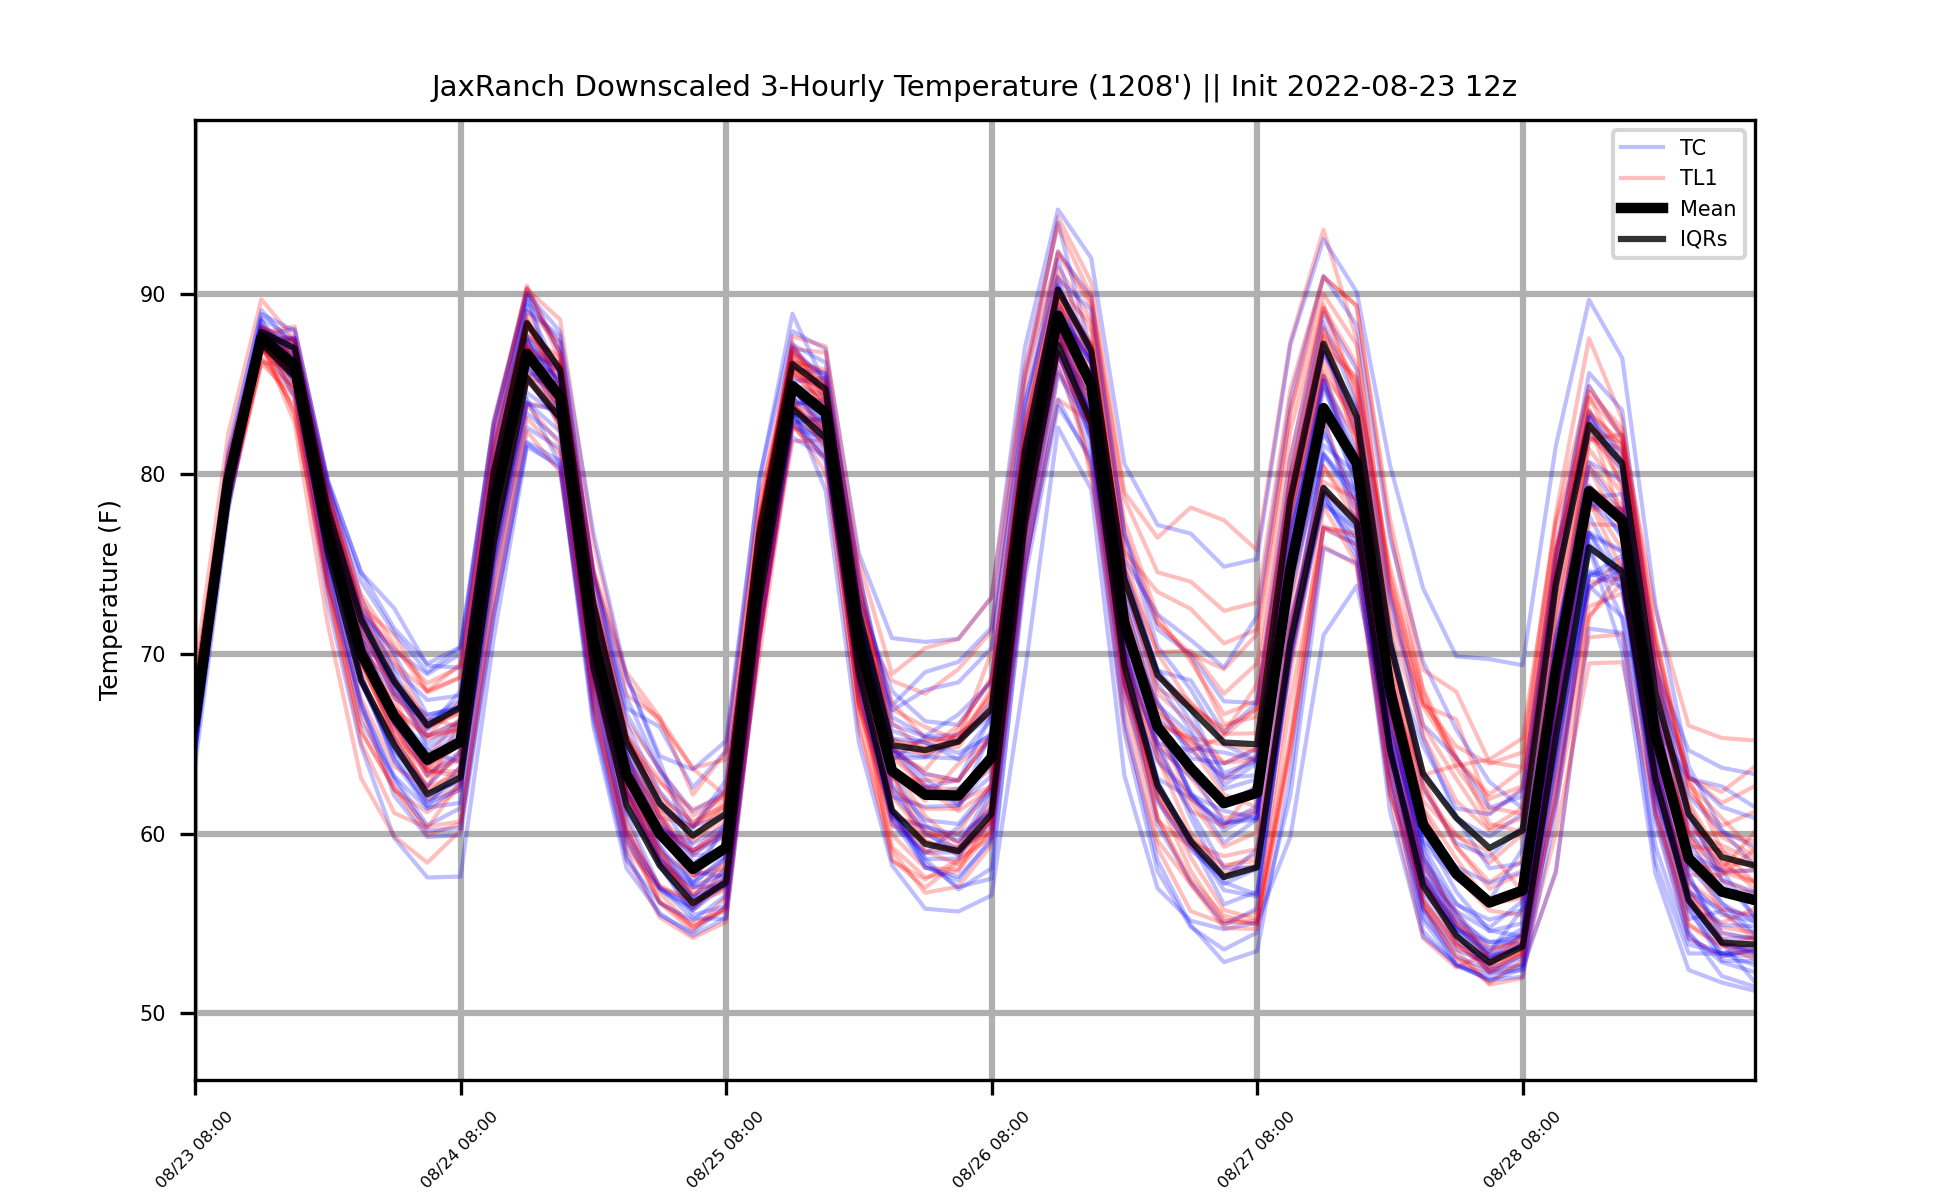 JaxRanch Downscaled 3-Hourly Temperature (1208') || Init 2022-08-23 12z
TC
TL1
Mean
IQRs
Temperature (F)
90
80
70
60
50
08/23 08:00
08/24 08:00
08/25 08:00
08/26 08:00
08/27 08:00
08/28 08:00